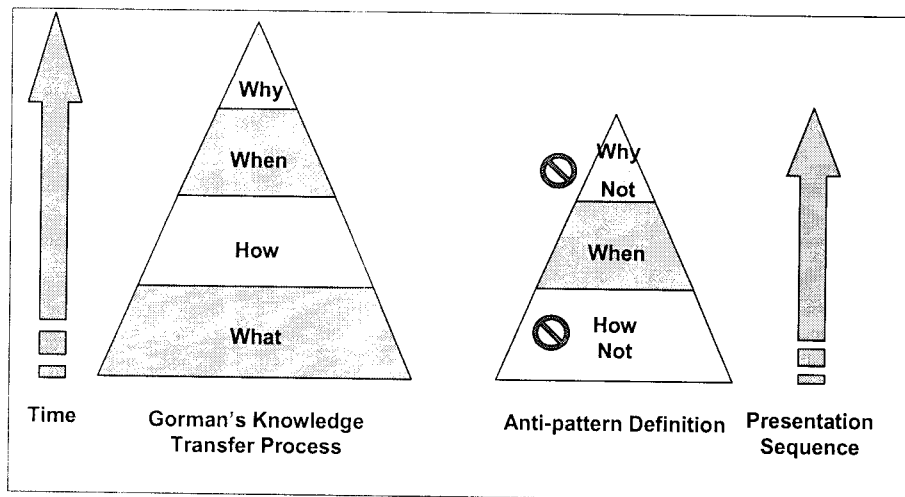 Why
When
How
What
Why
Not
When
How
Not
Time
Gorman's Knowledge
Transfer Process
Anti-pattern Definition
Presentation
Sequence